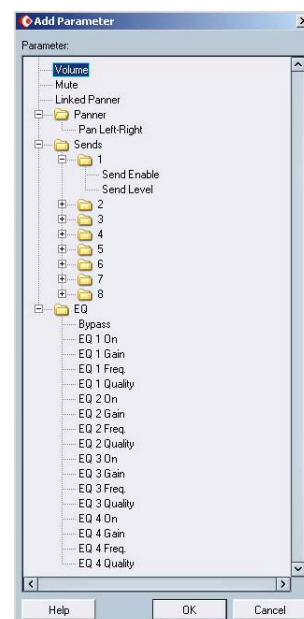 Add Parameter
Parameter:
Volume
Mute
Linked Panner
Panner
Pan Left-Right
Sends
1
Send Enable
Send Level
2
3
4
5
6
7
8
EQ
Bypass
EQ 1 On
EQ 1 Gain
EQ 1 Freq.
EQ 1 Quality
EQ 2 On
EQ 2 Gain
EQ 2 Freq.
EQ 2 Quality
EQ 3 On
EQ 3 Gain
EQ 3 Freq.
EQ 3 Quality
EQ 4 On
EQ 4 Gain
EQ 4 Freq.
EQ 4 Quality
Help OK Cancel